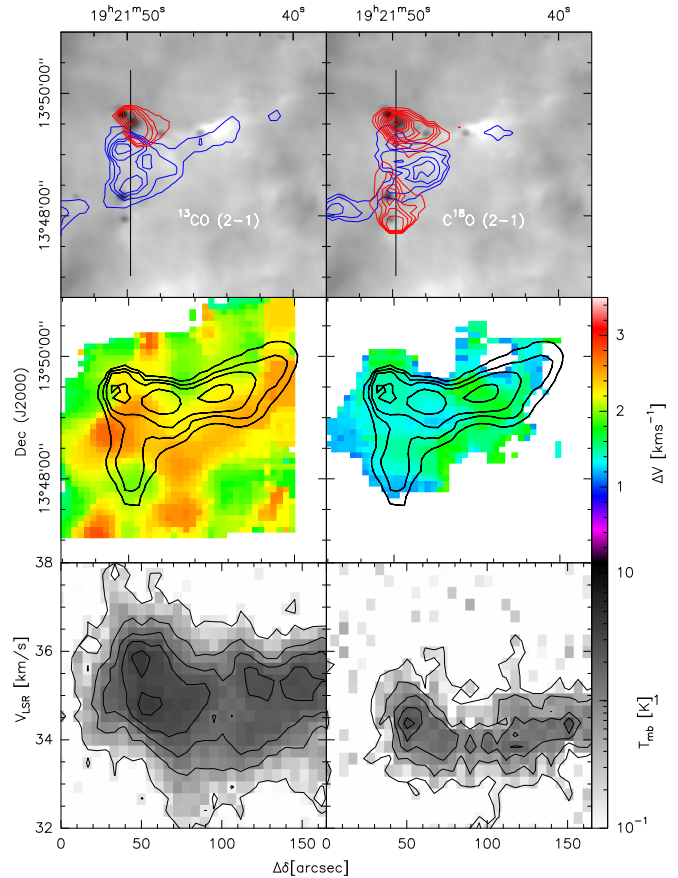 19ʰ21ᵐ50ˢ 40ˢ 19ʰ21ᵐ50ˢ 40ˢ
13°50'00"
13°48'00"
¹³CO (2−1)
C¹⁸O (2−1)
Dec (J2000)
13°50'00"
13°48'00"
3
2
1
ΔV [kms⁻¹]
V_LSR [km/s]
38
36
34
32
10
1
10⁻¹
T_mb [K]
0 50 100 150 0 50 100 150
Δδ[arcsec]